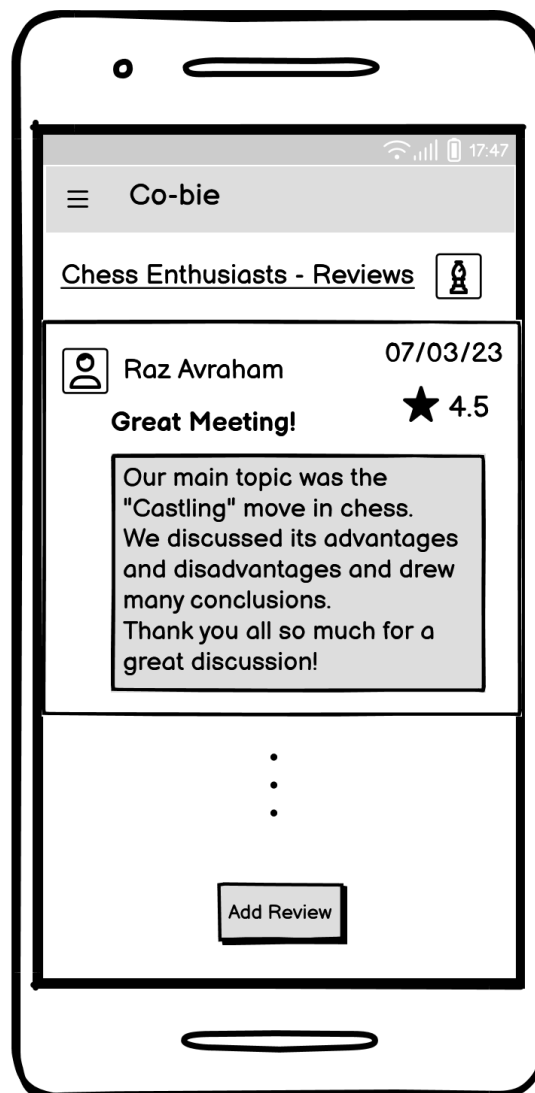 17:47
Co-bie
Chess Enthusiasts - Reviews
Raz Avraham
07/03/23
4.5
Great Meeting!
Our main topic was the
"Castling" move in chess.
We discussed its advantages
and disadvantages and drew
many conclusions.
Thank you all so much for a
great discussion!
Add Review